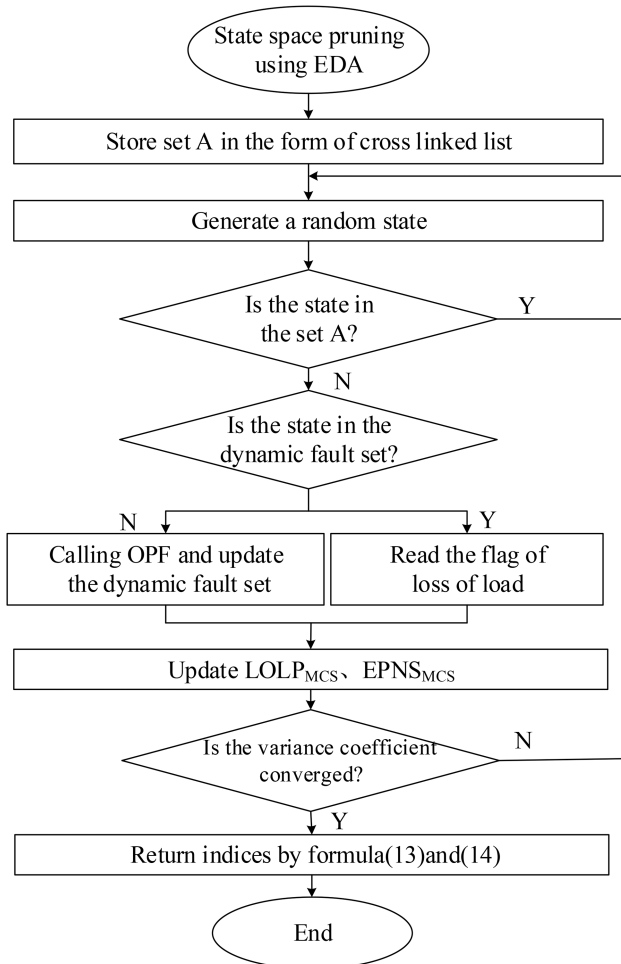 State space pruning
using EDA
Store set A in the form of cross linked list
Generate a random state
Is the state in
the set A?
Y
N
Is the state in the
dynamic fault set?
N
Y
Calling OPF and update
the dynamic fault set
Read the flag of
loss of load
Update LOLP_MCS、EPNS_MCS
Is the variance coefficient
converged?
N
Y
Return indices by formula(13)and(14)
End